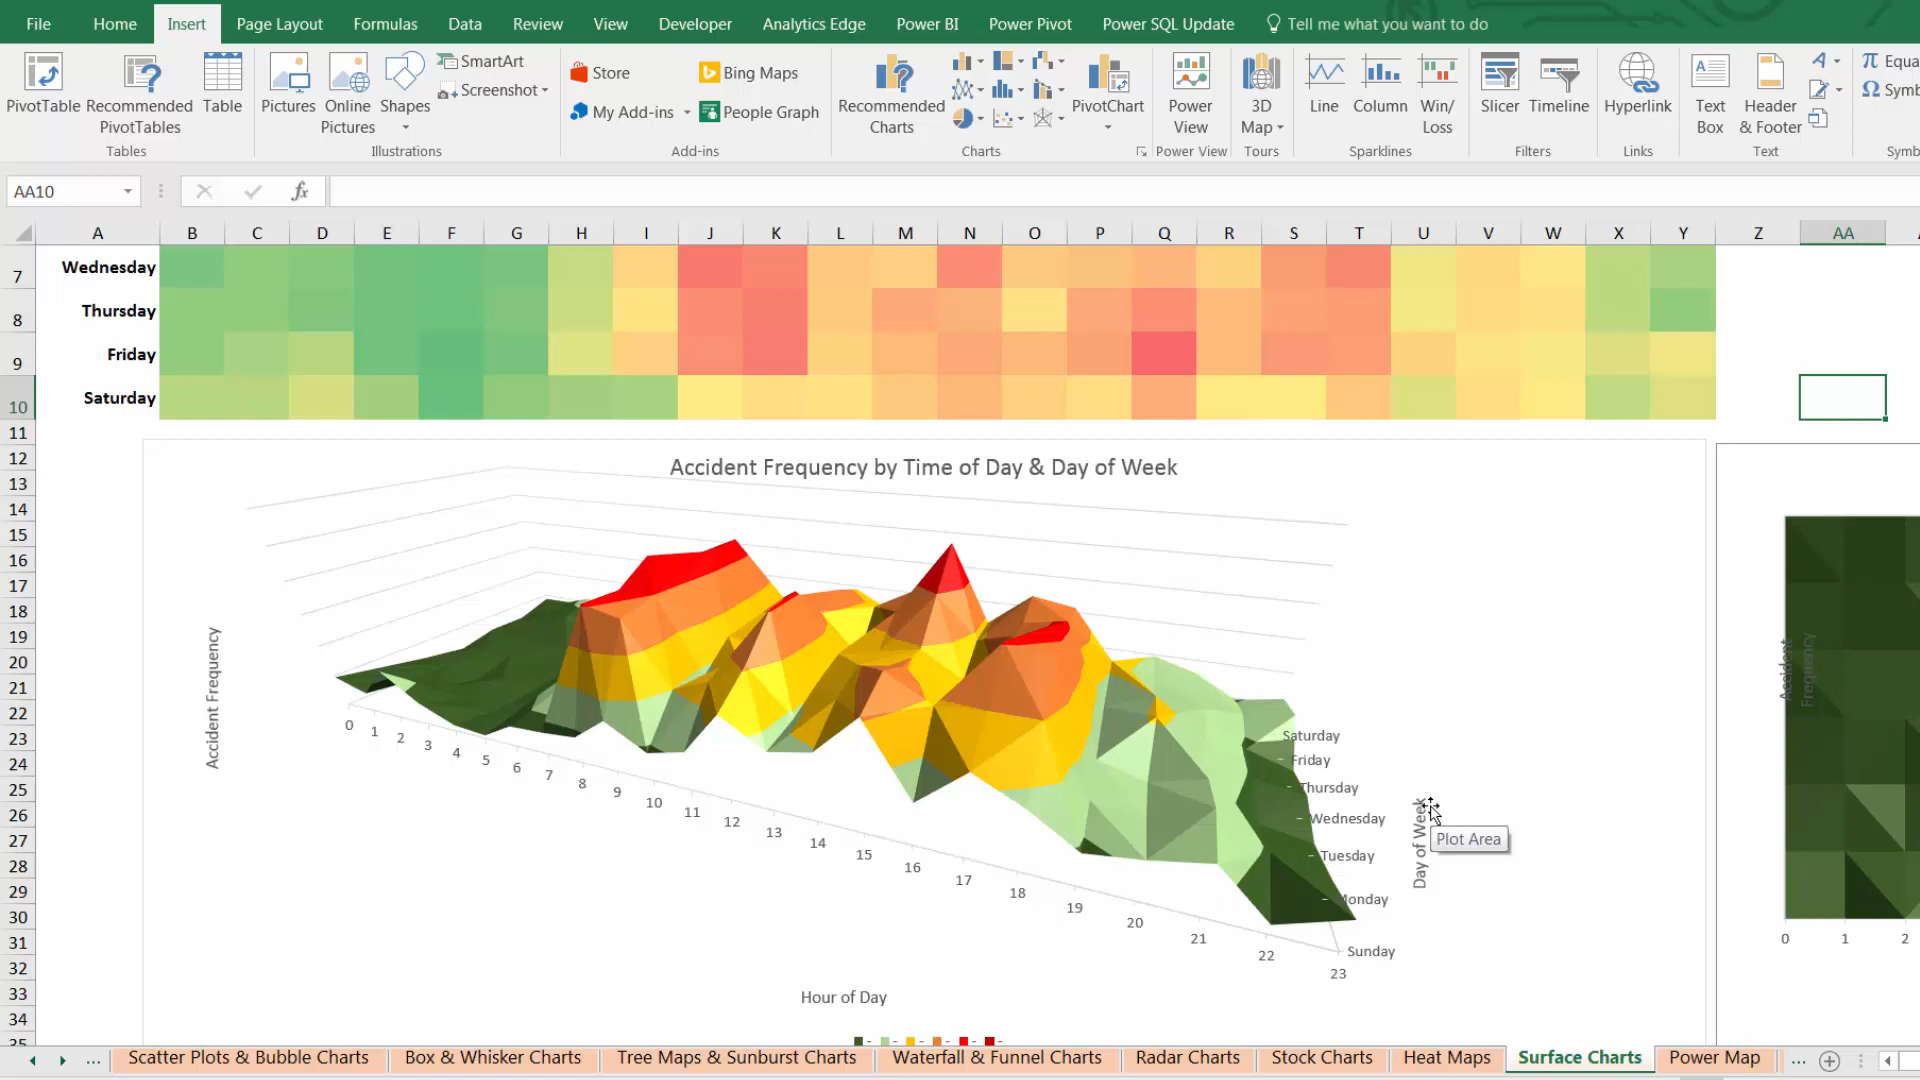 File Home Insert Page Layout Formulas Data Review View Developer Analytics Edge Power BI Power Pivot Power SQL Update Tell me what you want to do
PivotTable Recommended PivotTables Table
Pictures Online Pictures Shapes SmartArt Screenshot
Store My Add-ins Bing Maps People Graph
Recommended Charts PivotChart
Power View 3D Map
Line Column Win/ Loss
Slicer Timeline Hyperlink
Text Box Header & Footer
π Equa
Ω Symb
Tables Illustrations Add-ins Charts Power View Tours Sparklines Filters Links Text Symb
AA10 fx
A B C D E F G H I J K L M N O P Q R S T U V W X Y Z AA
7 Wednesday
8 Thursday
9 Friday
10 Saturday
11
12
13
14
15
16
17
18
19
20
21
22
23
24
25
26
27
28
29
30
31
32
33
34
35
Accident Frequency by Time of Day & Day of Week
Accident Frequency
0 1 2 3 4 5 6 7 8 9 10 11 12 13 14 15 16 17 18 19 20 21 22 23
Hour of Day
Saturday
Friday
Thursday
Wednesday
Tuesday
Monday
Sunday
Day of Week
Plot Area
Accident
Frequency
0 1 2
... Scatter Plots & Bubble Charts Box & Whisker Charts Tree Maps & Sunburst Charts Waterfall & Funnel Charts Radar Charts Stock Charts Heat Maps Surface Charts Power Map ...